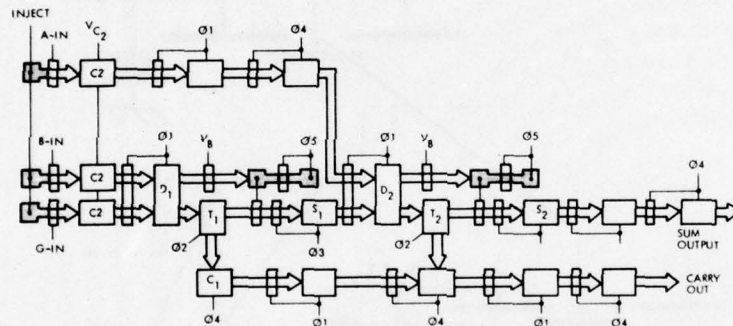 INJECT
A-IN
VC2
Ø1
Ø4
C2
B-IN
Ø1
VB
Ø5
Ø1
VB
Ø5
C2
D1
D2
Ø4
C2
T1
S1
T2
S2
G-IN
Ø2
Ø3
Ø2
SUM
OUTPUT
C1
CARRY
OUT
Ø4
Ø1
Ø4
Ø1
Ø4